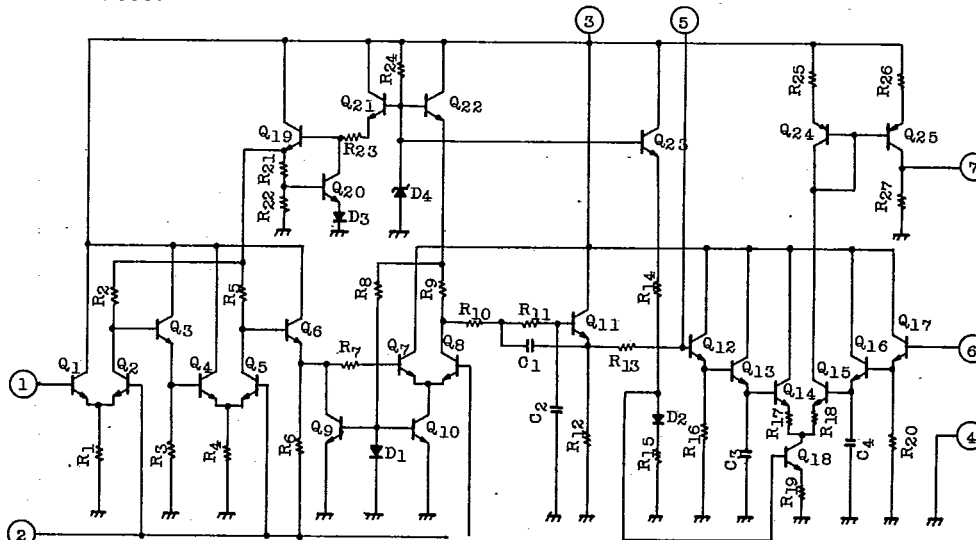 3
5
R24
R25
R26
Q21
Q22
Q19
R23
Q23
Q24
Q25
R21
Q20
D4
7
R22
D3
R27
R2
R5
R8
R9
R14
Q3
Q6
R10
R11
Q11
Q12
Q17
Q1
Q2
Q4
Q5
R7
Q7
Q8
C1
R13
Q13
Q16
6
1
Q14
Q15
D2
R17
R18
R1
R3
R4
R6
Q9
Q10
C2
R12
R15
R16
C3
Q18
C4
R20
4
D1
R19
2